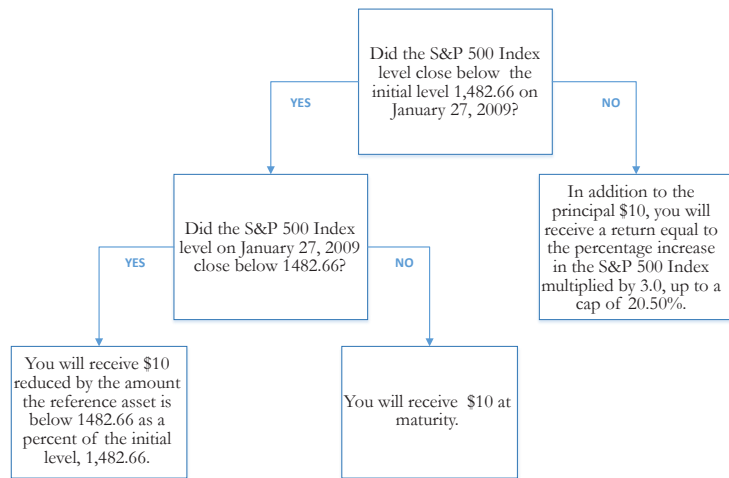 Did the S&P 500 Index
level close below the
initial level 1,482.66 on
January 27, 2009?
YES
NO
Did the S&P 500 Index
level on January 27, 2009
close below 1482.66?
In addition to the
principal $10, you will
receive a return equal to
the percentage increase
in the S&P 500 Index
multiplied by 3.0, up to a
cap of 20.50%.
YES
NO
You will receive $10
reduced by the amount
the reference asset is
below 1482.66 as a
percent of the initial
level, 1,482.66.
You will receive $10 at
maturity.